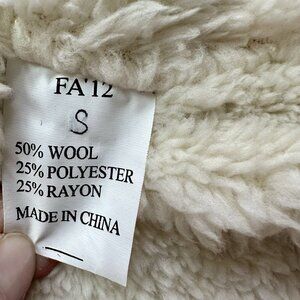 FA'12
S
50% WOOL
25% POLYESTER
25% RAYON
MADE IN CHINA